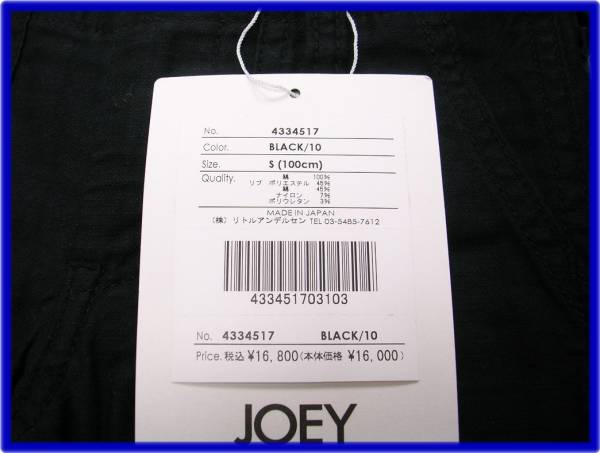 No. 4334517
Color. BLACK/10
Size. S (100cm)
Quality. 綿 100%
リブ ポリエステル 45%
綿 45%
ナイロン 7%
ポリウレタン 3%
MADE IN JAPAN
(株) リトルアンデルセン TEL 03-5485-7612
433451703103
No. 4334517 BLACK/10
Price. 税込 ¥16,800(本体価格 ¥16,000)
JOEY